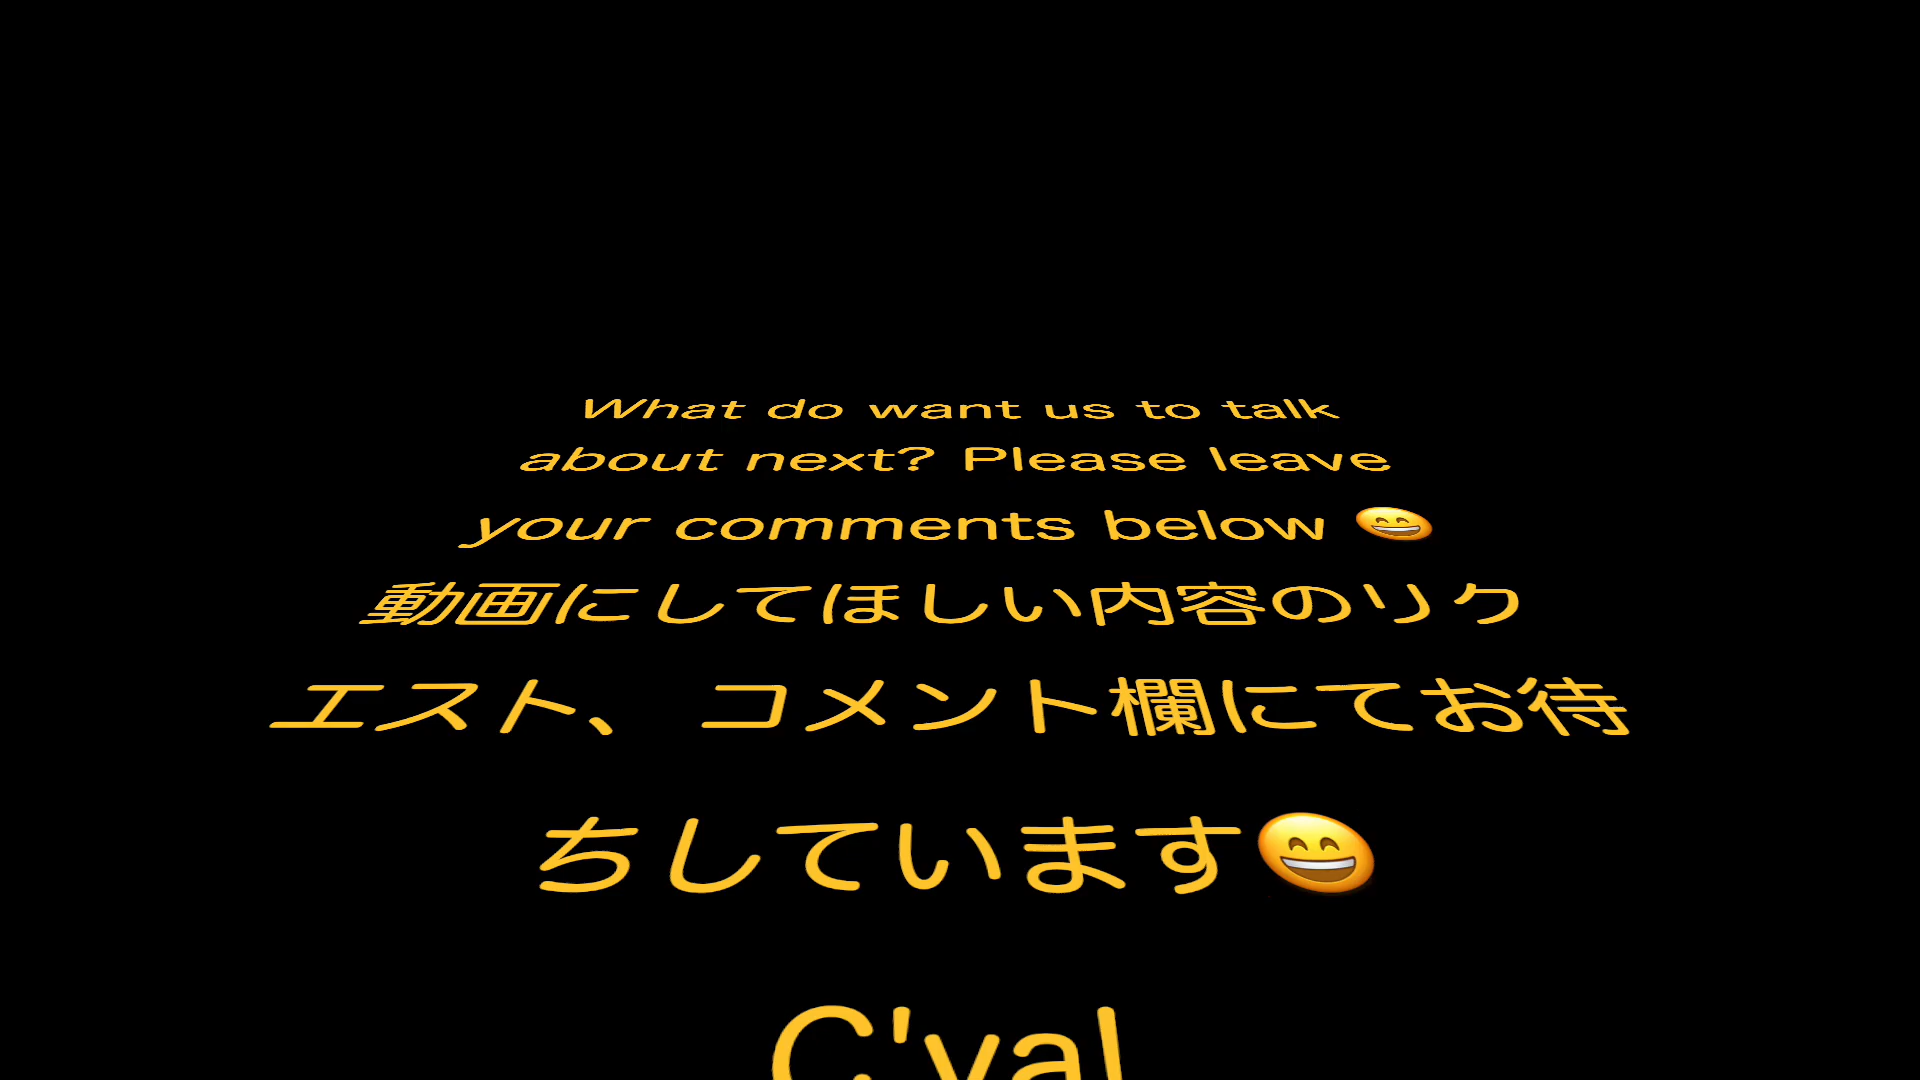 What do want us to talk
about next? Please leave
your comments below 😄
動画にしてほしい内容のリク
エスト、コメント欄にてお待
ちしています😄